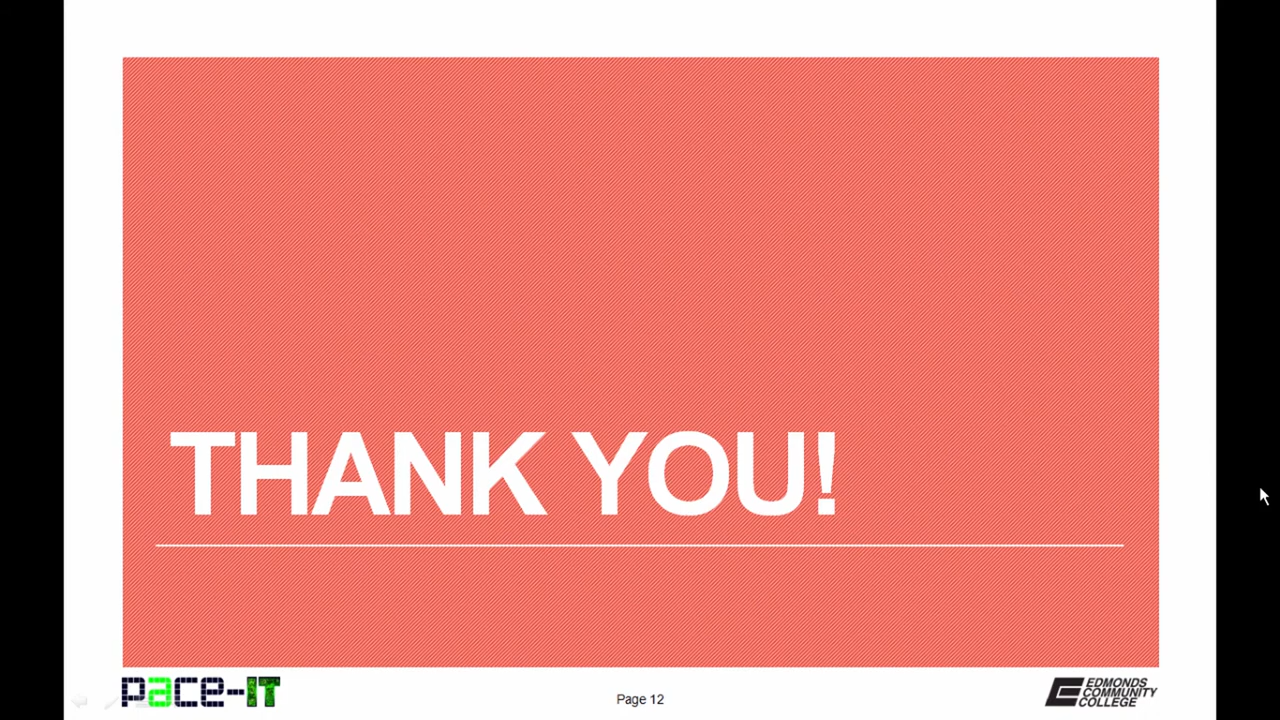 THANK YOU!
pace-IT
Page 12
EDMONDS
COMMUNITY
COLLEGE